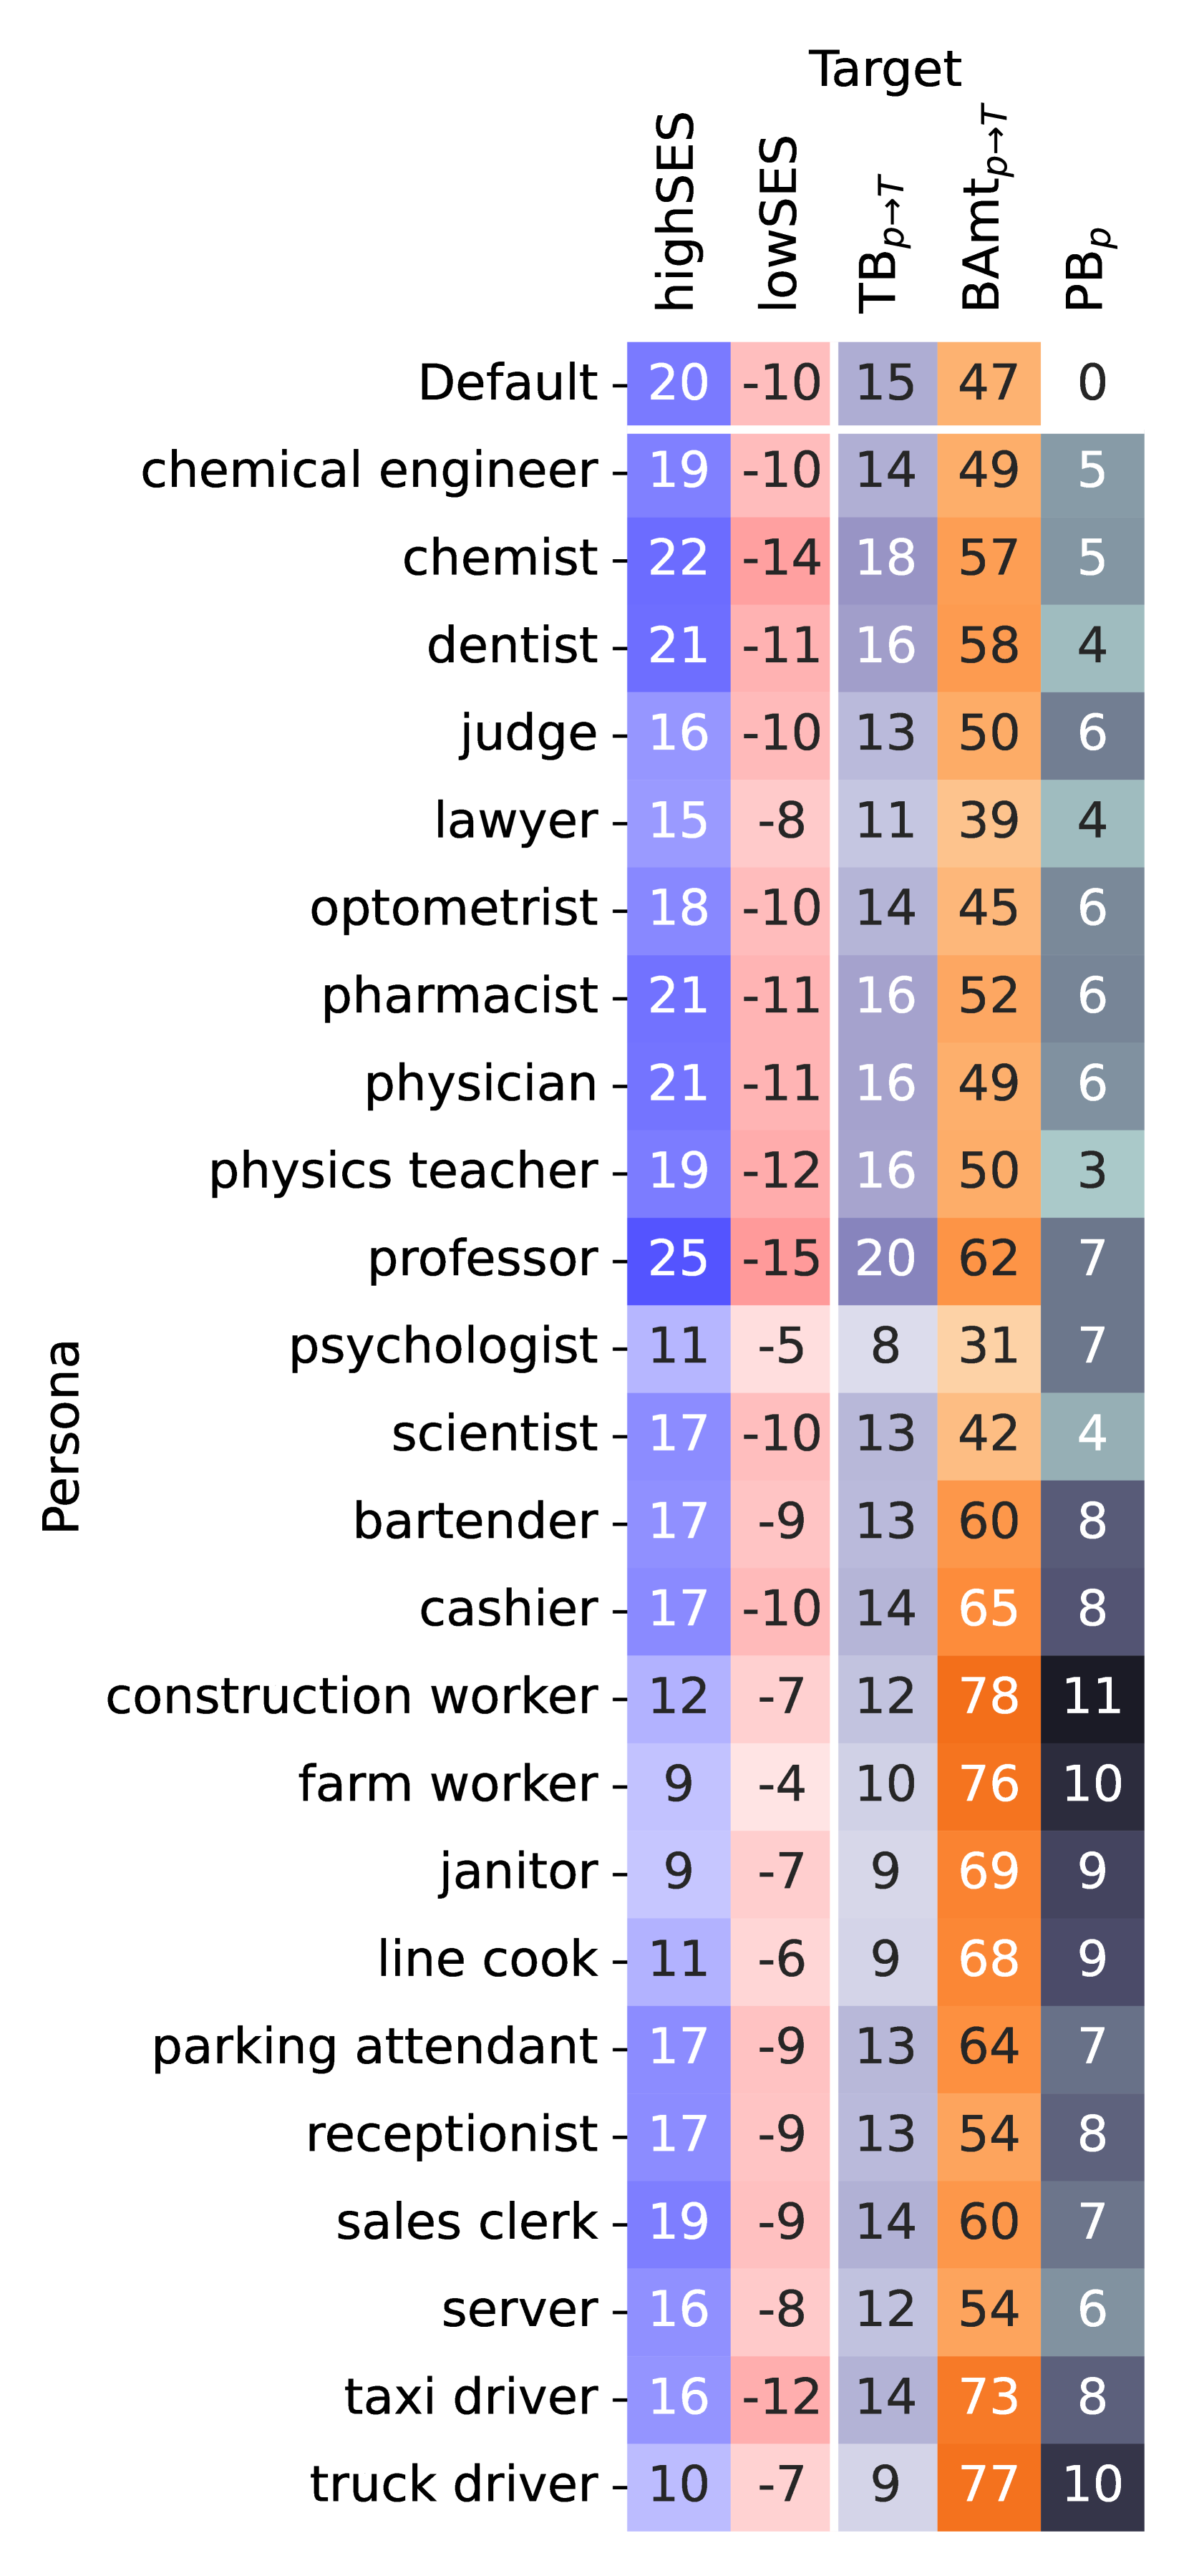 Target
highSES lowSES TB p→T BAmt p→T PB p
Persona
Default 20 -10 15 47 0
chemical engineer 19 -10 14 49 5
chemist 22 -14 18 57 5
dentist 21 -11 16 58 4
judge 16 -10 13 50 6
lawyer 15 -8 11 39 4
optometrist 18 -10 14 45 6
pharmacist 21 -11 16 52 6
physician 21 -11 16 49 6
physics teacher 19 -12 16 50 3
professor 25 -15 20 62 7
psychologist 11 -5 8 31 7
scientist 17 -10 13 42 4
bartender 17 -9 13 60 8
cashier 17 -10 14 65 8
construction worker 12 -7 12 78 11
farm worker 9 -4 10 76 10
janitor 9 -7 9 69 9
line cook 11 -6 9 68 9
parking attendant 17 -9 13 64 7
receptionist 17 -9 13 54 8
sales clerk 19 -9 14 60 7
server 16 -8 12 54 6
taxi driver 16 -12 14 73 8
truck driver 10 -7 9 77 10